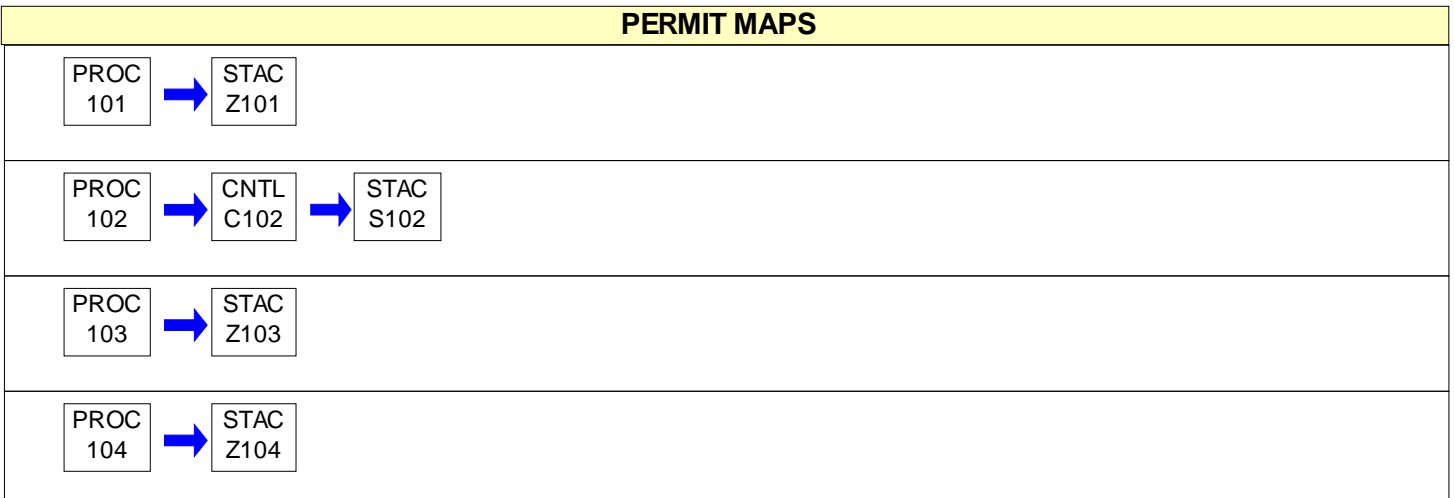 PERMIT MAPS
PROC
101
STAC
Z101
PROC
102
CNTL
C102
STAC
S102
PROC
103
STAC
Z103
PROC
104
STAC
Z104